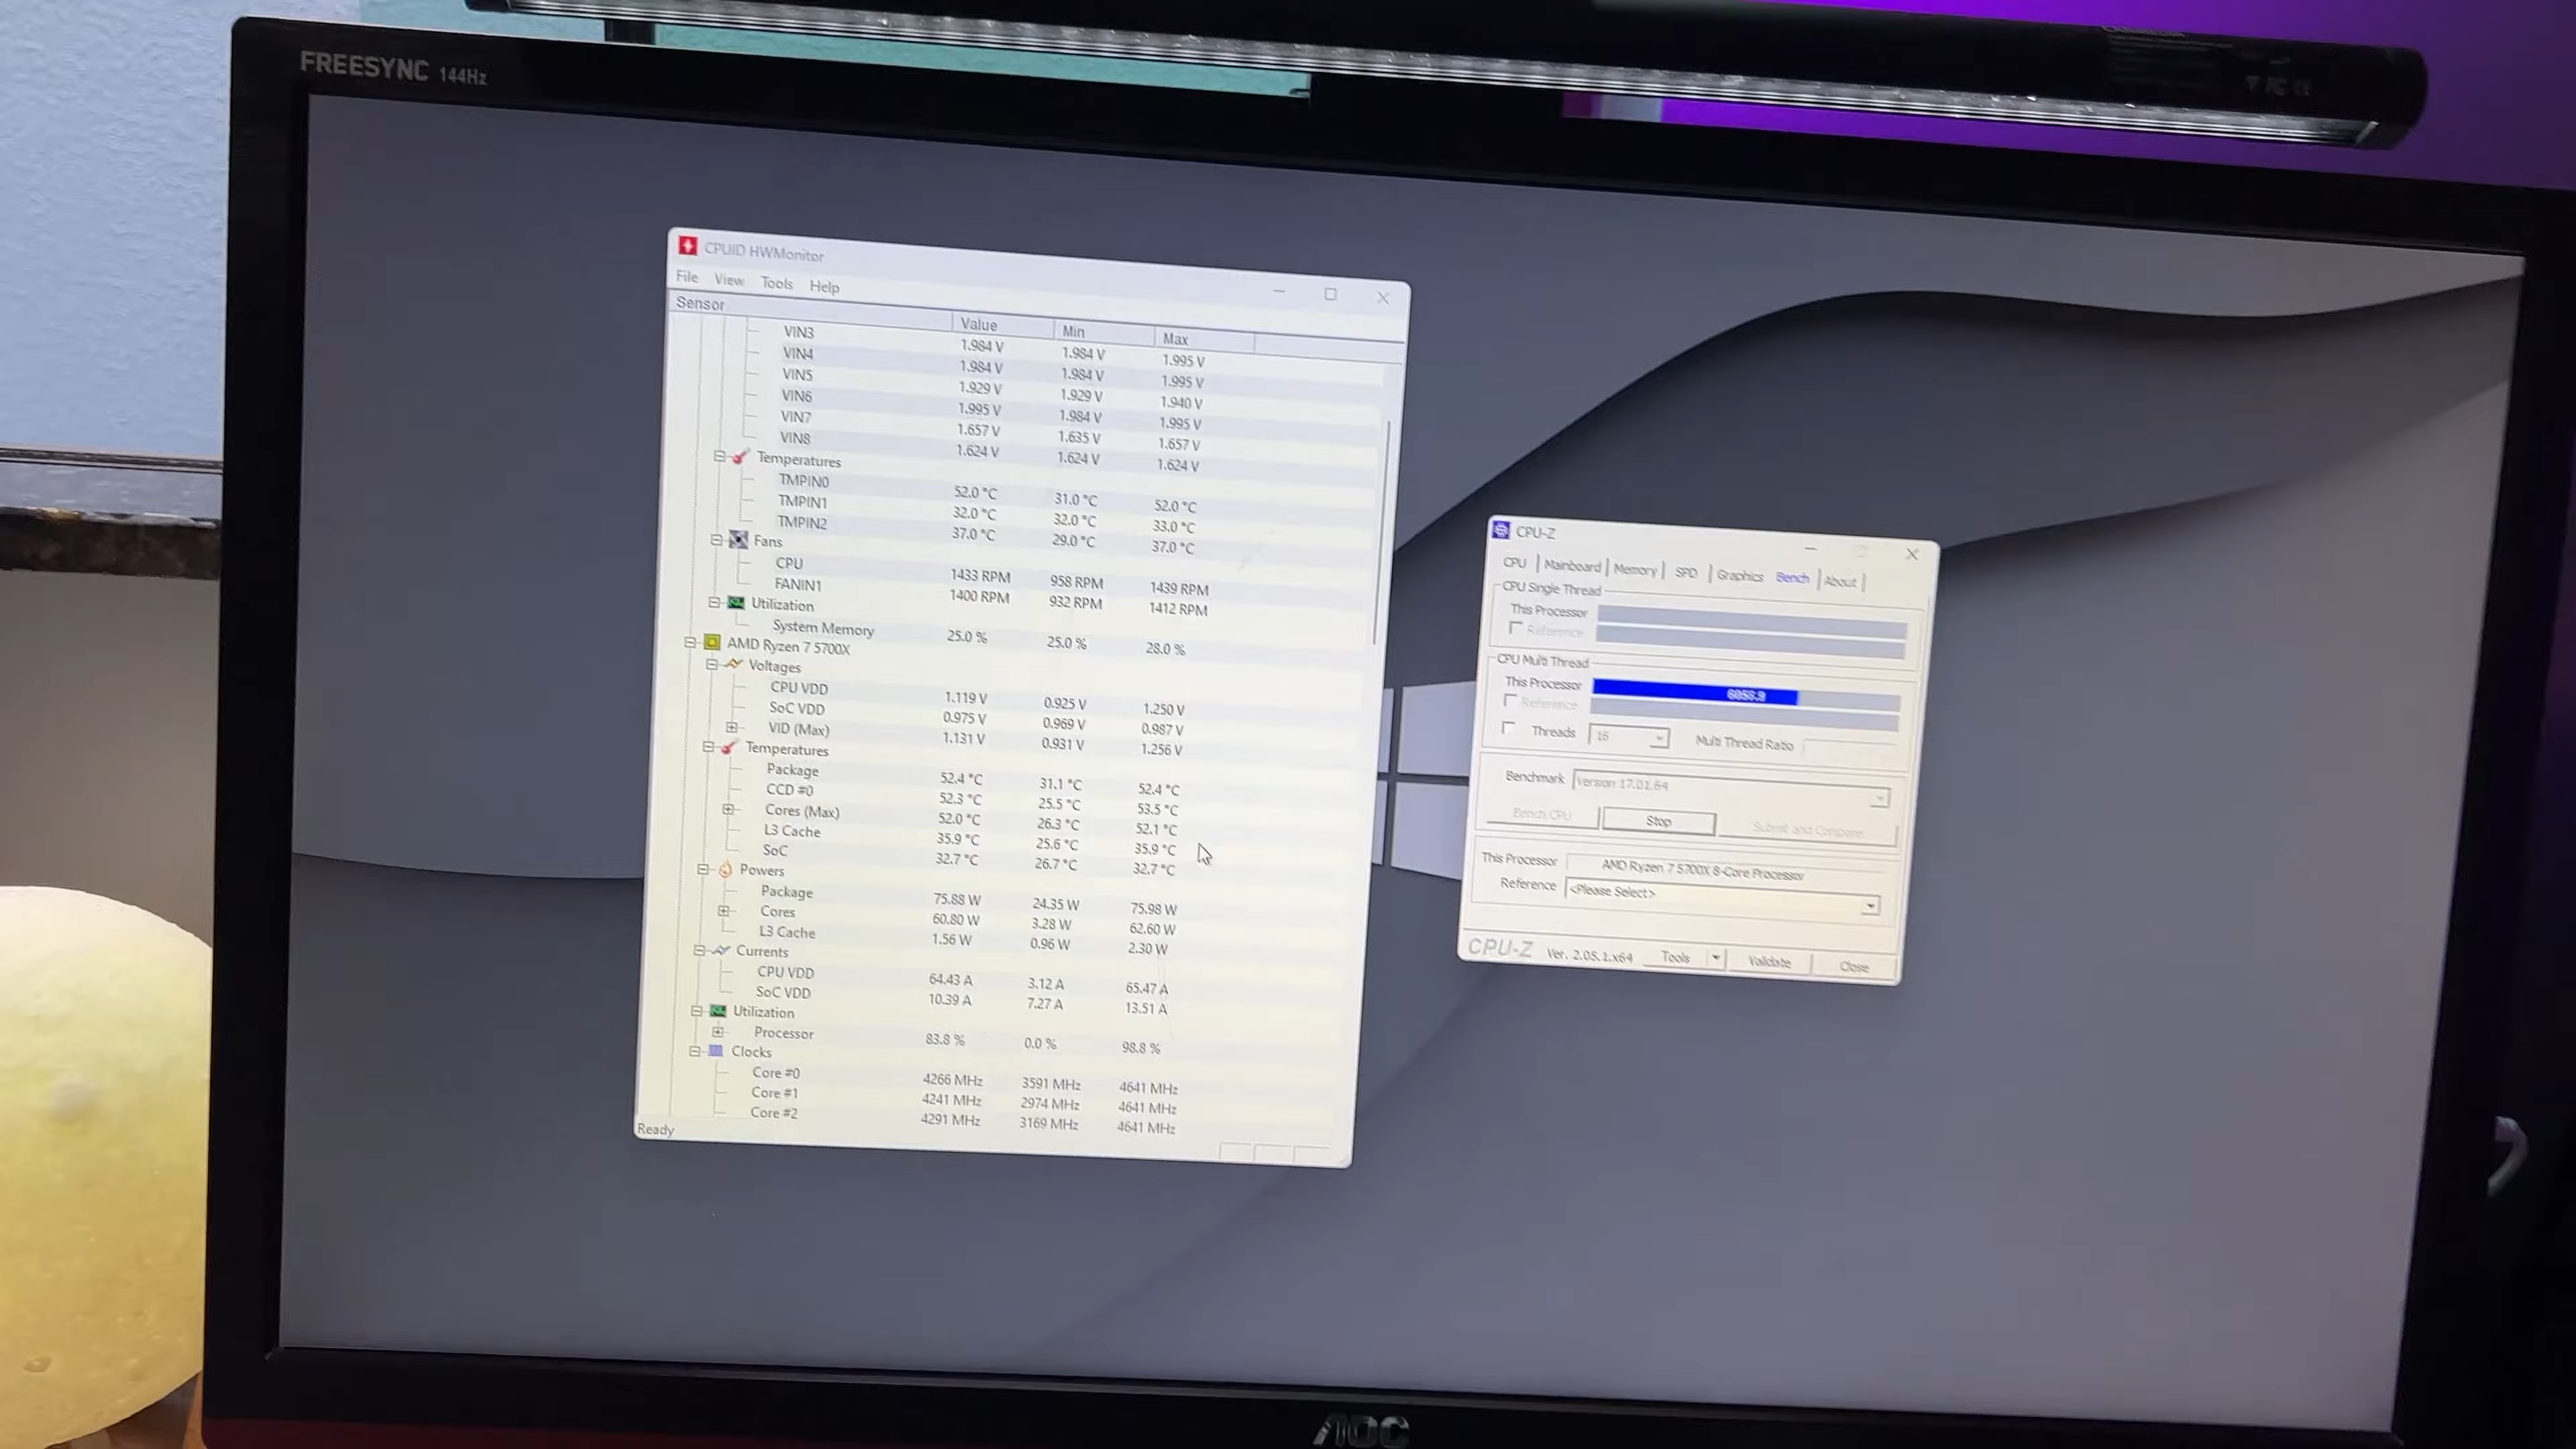 FREESYNC 144Hz
CPUID HWMonitor
File View Tools Help
Sensor Value Min Max
VIN3 1.984 V 1.984 V 1.995 V
VIN4 1.984 V 1.984 V 1.995 V
VIN5 1.929 V 1.929 V 1.940 V
VIN6 1.995 V 1.984 V 1.995 V
VIN7 1.657 V 1.635 V 1.657 V
VIN8 1.624 V 1.624 V 1.624 V
Temperatures
TMPIN0 52.0 °C 31.0 °C 52.0 °C
TMPIN1 32.0 °C 32.0 °C 33.0 °C
TMPIN2 37.0 °C 29.0 °C 37.0 °C
Fans
CPU 1433 RPM 958 RPM 1439 RPM
FANIN1 1400 RPM 932 RPM 1412 RPM
Utilization
System Memory 25.0 % 25.0 % 28.0 %
AMD Ryzen 7 5700X
Voltages
CPU VDD 1.119 V 0.925 V 1.250 V
SoC VDD 0.975 V 0.969 V 0.987 V
VID (Max) 1.131 V 0.931 V 1.256 V
Temperatures
Package 52.4 °C 31.1 °C 52.4 °C
CCD #0 52.3 °C 25.5 °C 53.5 °C
Cores (Max) 52.0 °C 26.3 °C 52.1 °C
L3 Cache 35.9 °C 25.6 °C 35.9 °C
SoC 32.7 °C 26.7 °C 32.7 °C
Powers
Package 75.88 W 24.35 W 75.98 W
Cores 60.80 W 3.28 W 62.60 W
L3 Cache 1.56 W 0.96 W 2.30 W
Currents
CPU VDD 64.43 A 3.12 A 65.47 A
SoC VDD 10.39 A 7.27 A 13.51 A
Utilization
Processor 83.8 % 0.0 % 98.8 %
Clocks
Core #0 4266 MHz 3591 MHz 4641 MHz
Core #1 4241 MHz 2974 MHz 4641 MHz
Core #2 4291 MHz 3169 MHz 4641 MHz
Ready
CPU-Z
CPU Mainboard Memory SPD Graphics Bench About
CPU Single Thread
This Processor
Reference
CPU Multi Thread
This Processor 6058.9
Reference
Threads 16 Multi Thread Ratio
Benchmark Version 17.01.64
Bench CPU Stop Submit and Compare
This Processor AMD Ryzen 7 5700X 8-Core Processor
Reference <Please Select>
CPU-Z Ver. 2.05.1.x64 Tools Validate Close
AOC